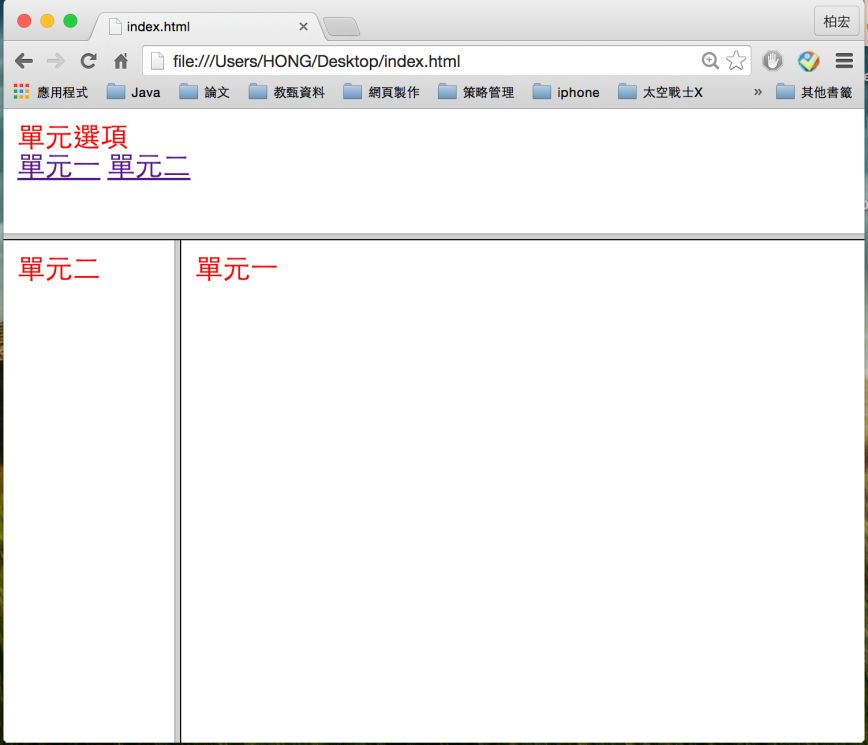 index.html
柏宏
file:///Users/HONG/Desktop/index.html
應用程式 Java 論文 教甄資料 網頁製作 策略管理 iphone 太空戰士X » 其他書籤
單元選項
單元一 單元二
單元二
單元一